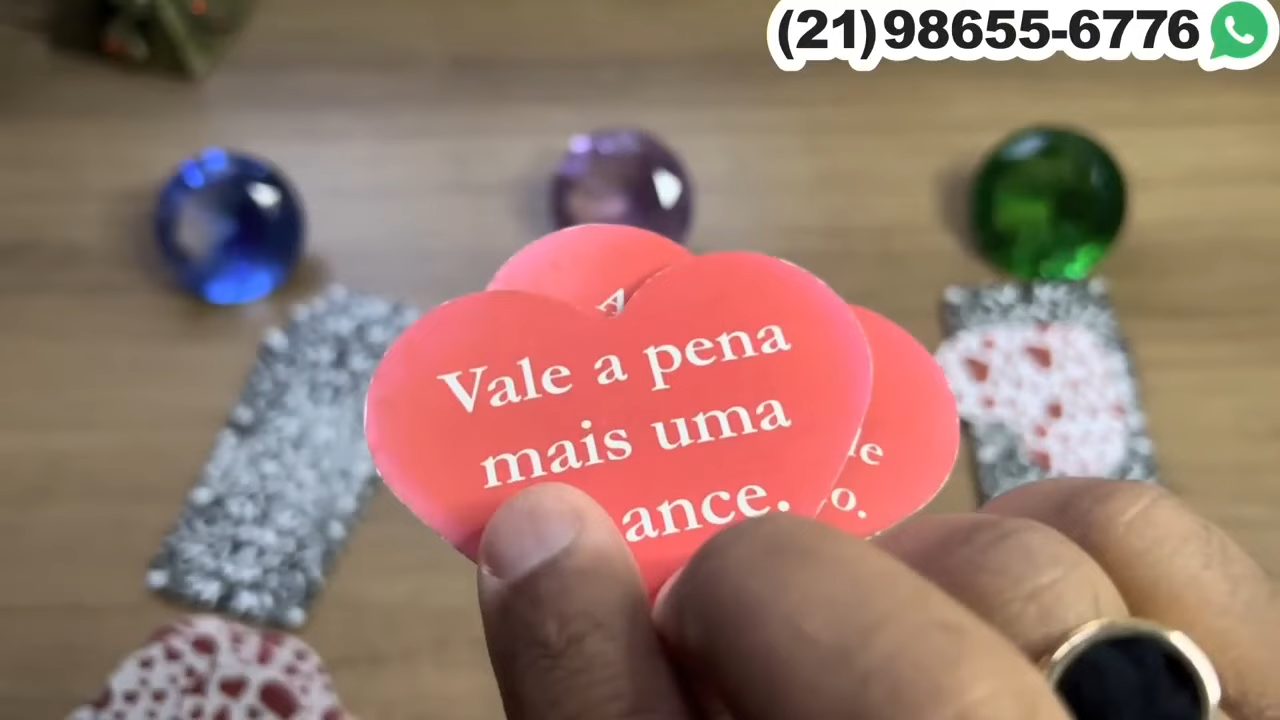 (21)98655-6776
A
Vale a pena
mais uma
ance.
o.